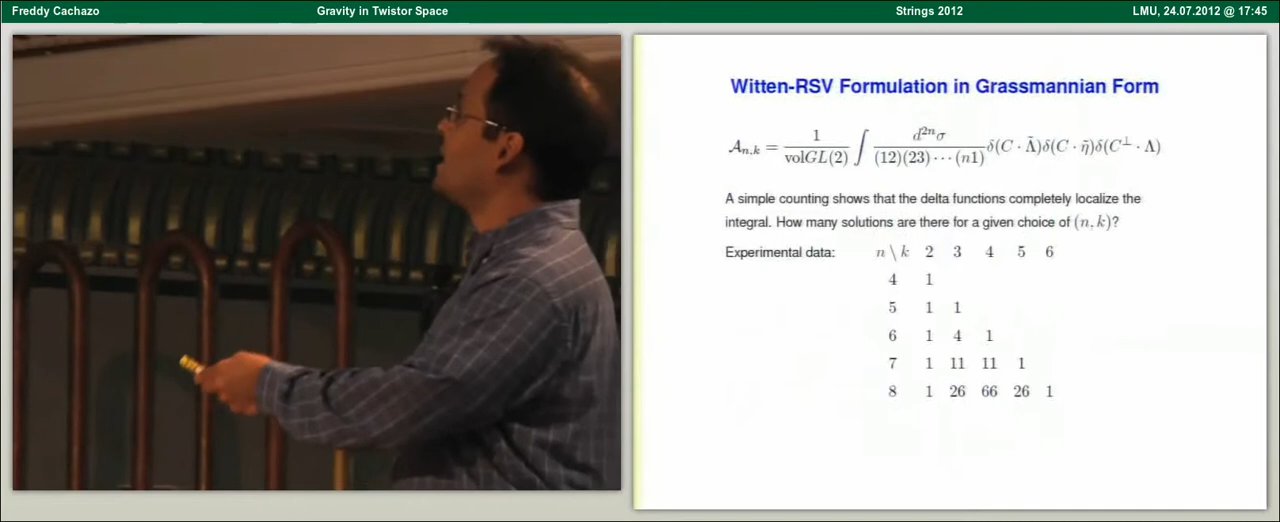 Freddy Cachazo Gravity in Twistor Space Strings 2012 LMU, 24.07.2012 @ 17:45
Witten-RSV Formulation in Grassmannian Form
𝒜_{n,k} = 1/volGL(2) ∫ d^{2n}σ/(12)(23)⋯(n1) δ(C · Λ̃)δ(C · η̃)δ(C^⊥ · Λ)
A simple counting shows that the delta functions completely localize the
integral. How many solutions are there for a given choice of (n, k)?
Experimental data: n \ k 2 3 4 5 6
4 1
5 1 1
6 1 4 1
7 1 11 11 1
8 1 26 66 26 1